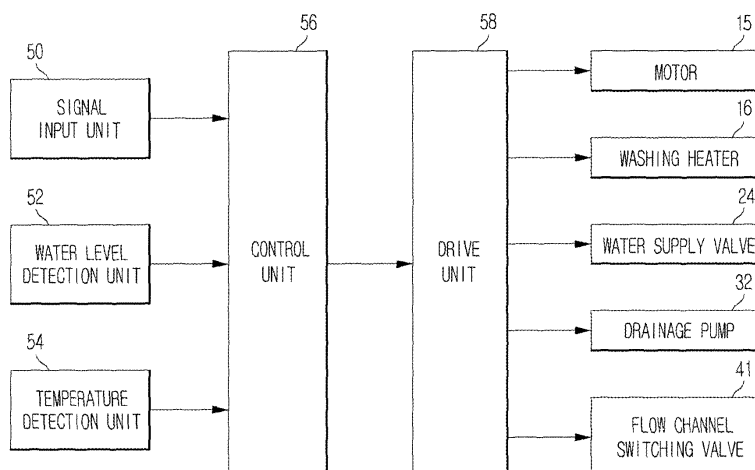 50
SIGNAL
INPUT UNIT
52
WATER LEVEL
DETECTION UNIT
54
TEMPERATURE
DETECTION UNIT
56
CONTROL
UNIT
58
DRIVE
UNIT
15
MOTOR
16
WASHING HEATER
24
WATER SUPPLY VALVE
32
DRAINAGE PUMP
41
FLOW CHANNEL
SWITCHING VALVE